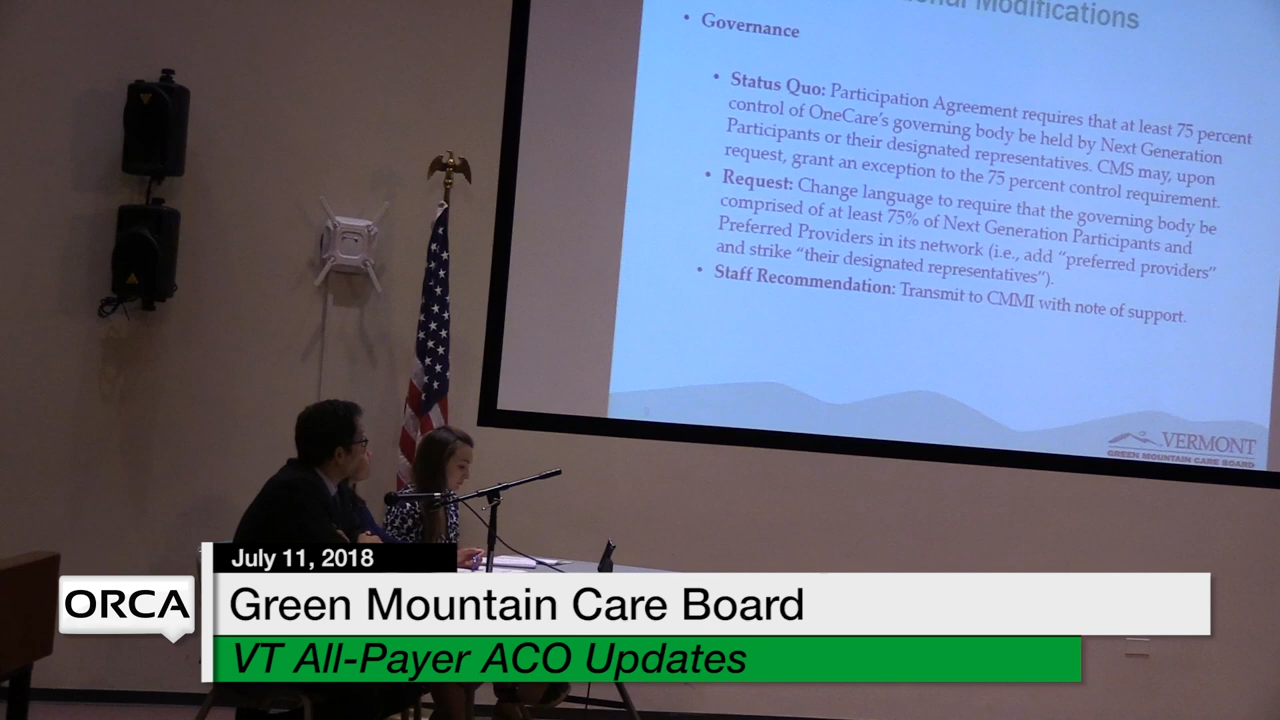 Modifications
• Governance
• Status Quo: Participation Agreement requires that at least 75 percent
control of OneCare's governing body be held by Next Generation
Participants or their designated representatives. CMS may, upon
request, grant an exception to the 75 percent control requirement.
• Request: Change language to require that the governing body be
comprised of at least 75% of Next Generation Participants and
Preferred Providers in its network (i.e., add "preferred providers"
and strike "their designated representatives").
• Staff Recommendation: Transmit to CMMI with note of support.
VERMONT
GREEN MOUNTAIN CARE BOARD
July 11, 2018
ORCA
Green Mountain Care Board
VT All-Payer ACO Updates